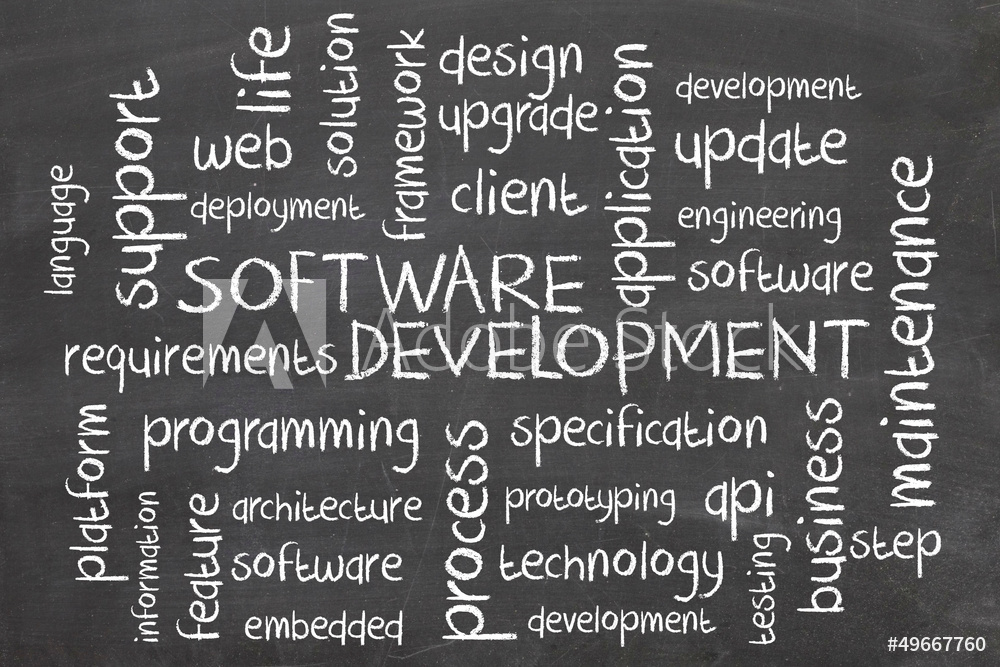 life
solution
framework
design
development
support
web
upgrade
application
update
language
deployment
client
engineering
maintenance
SOFTWARE
software
requirements
DEVELOPMENT
programming
specification
platform
process
business
information
feature
architecture
prototyping
api
step
software
technology
testing
embedded
development
Adobe Stock
#49667760